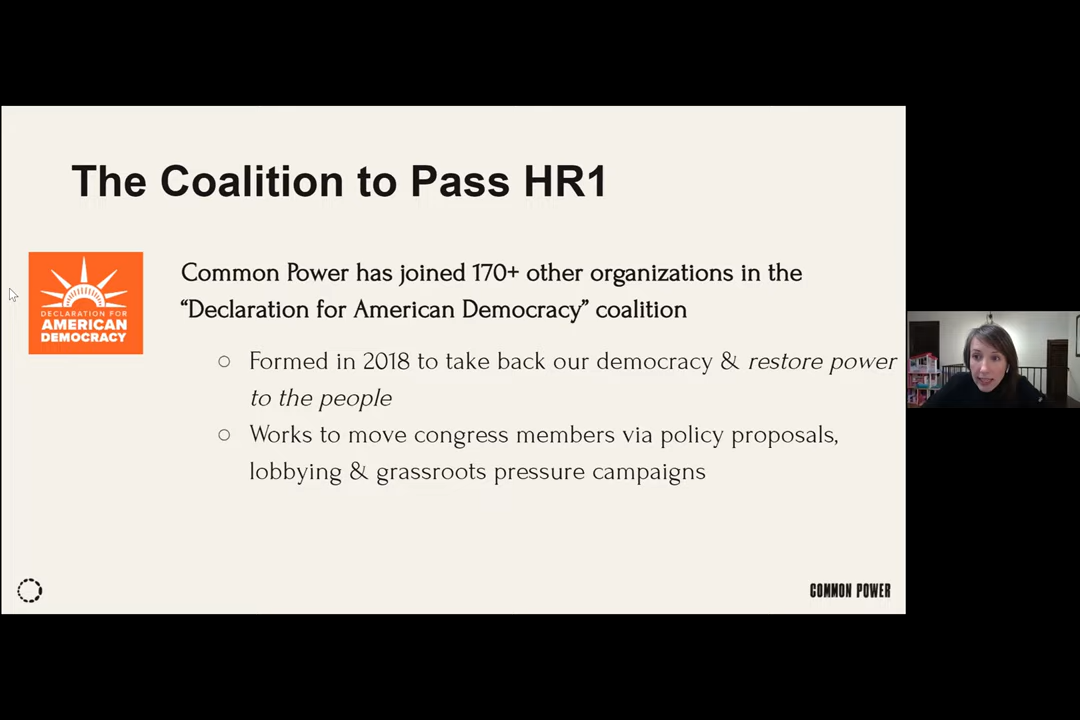 The Coalition to Pass HR1
DECLARATION FOR
AMERICAN
DEMOCRACY
Common Power has joined 170+ other organizations in the
“Declaration for American Democracy” coalition
○ Formed in 2018 to take back our democracy & restore power
to the people
○ Works to move congress members via policy proposals,
lobbying & grassroots pressure campaigns
COMMON POWER